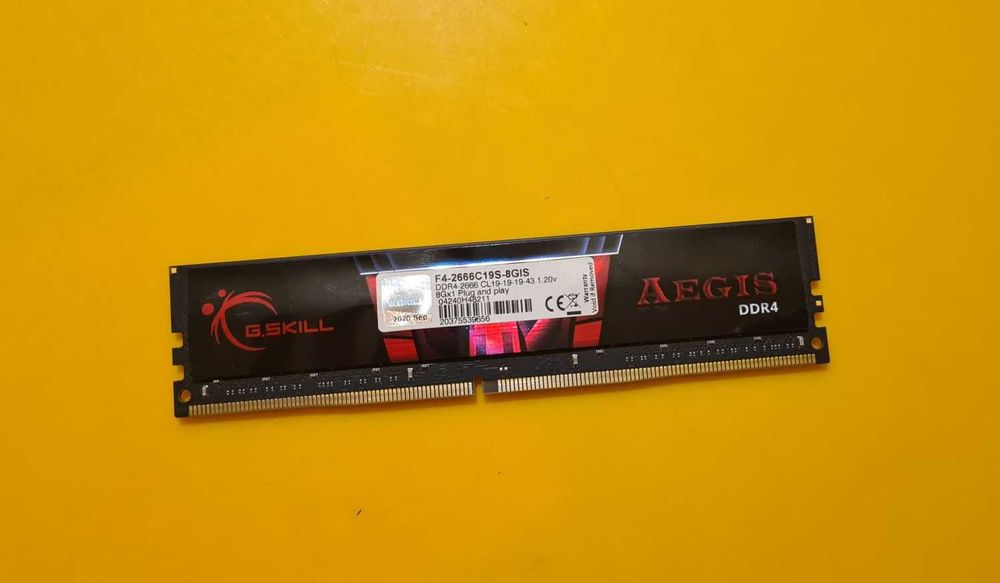 G.SKILL
F4-2666C19S-8GIS
DDR4-2666 CL19-19-19-43 1.20v
8Gx1 Plug and play
04240H48211
2020 Sep
20375539656
CE
Warranty
Void if Removed
AEGIS
DDR4